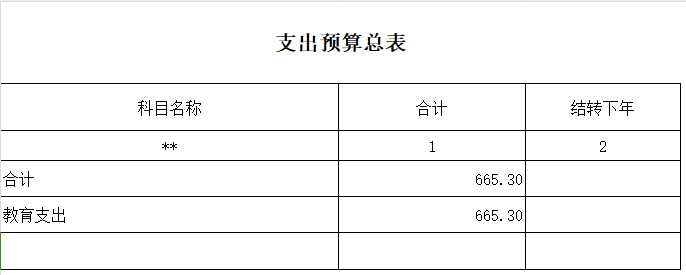 支出预算总表
科目名称 合计 结转下年
** 1 2
合计 665.30
教育支出 665.30